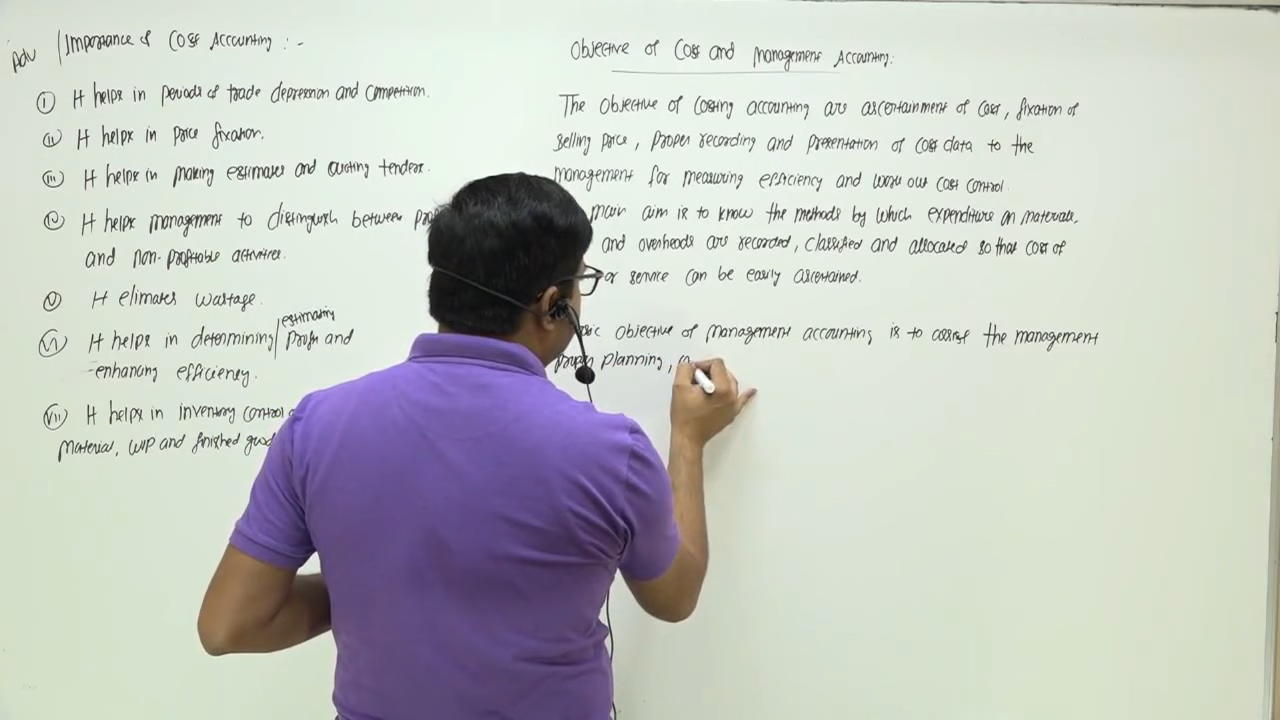 Adv / Importance of Cost Accounting :-
(i) It helps in periods of trade depression and competition.
(ii) It helps in price fixation.
(iii) It helps in making estimates and quoting tenders.
(iv) It helps management to distinguish between
and non-profitable activities.
(v) It elimates wastage.
(vi) It helps in determining / estimating profit and
enhancing efficiency.
(vii) It helps in inventory control
Material, WIP and finished
Objective of Cost and Management Accounting:
The Objective of Costing accounting are ascertainment of cost, fixation of
selling price, proper recording and presentation of cost data to the
management for measuring efficiency and work out cost control.
main aim is to know the methods by which expenditure on materials,
and overheads are recorded, classified and allocated so that cost of
or service can be easily ascertained.
objective of management accounting is to assist the management
proper planning,